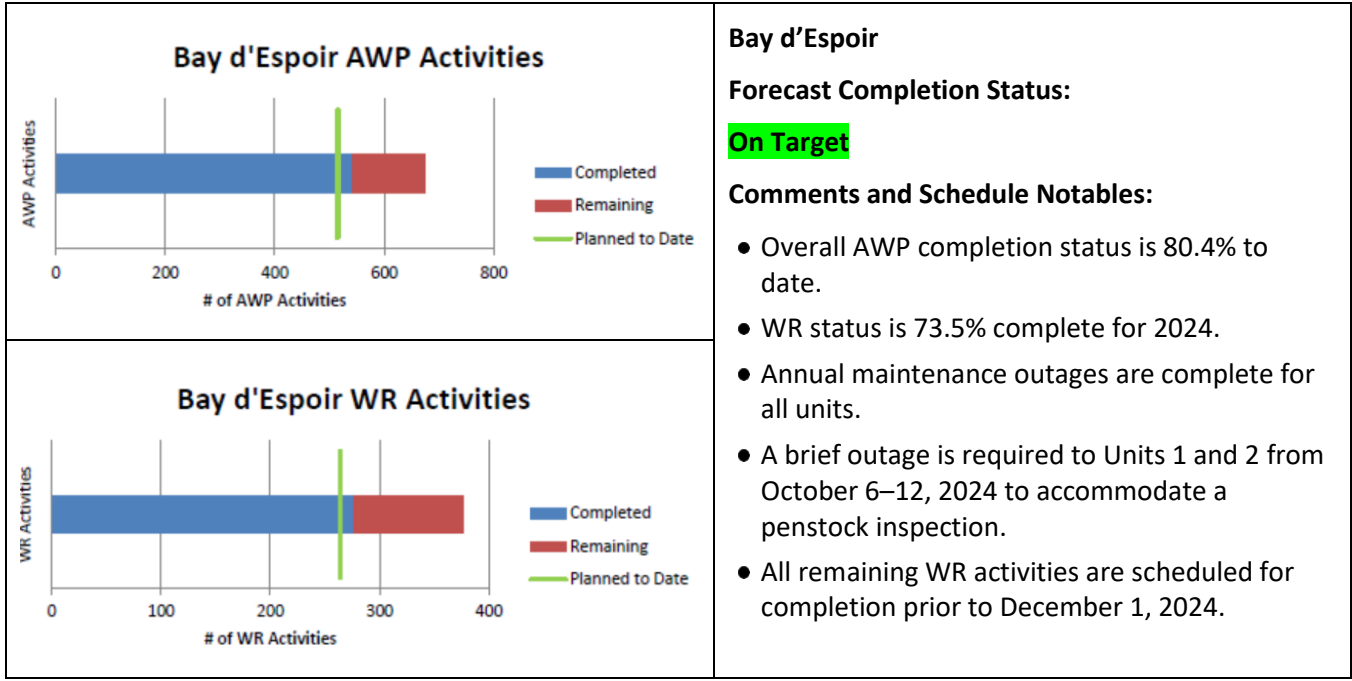 Bay d'Espoir AWP Activities
AWP Activities
Completed
Remaining
Planned to Date
0 200 400 600 800
# of AWP Activities
Bay d'Espoir WR Activities
WR Activities
Completed
Remaining
Planned to Date
0 100 200 300 400
# of WR Activities
Bay d’Espoir
Forecast Completion Status:
On Target
Comments and Schedule Notables:
• Overall AWP completion status is 80.4% to
date.
• WR status is 73.5% complete for 2024.
• Annual maintenance outages are complete for
all units.
• A brief outage is required to Units 1 and 2 from
October 6–12, 2024 to accommodate a
penstock inspection.
• All remaining WR activities are scheduled for
completion prior to December 1, 2024.